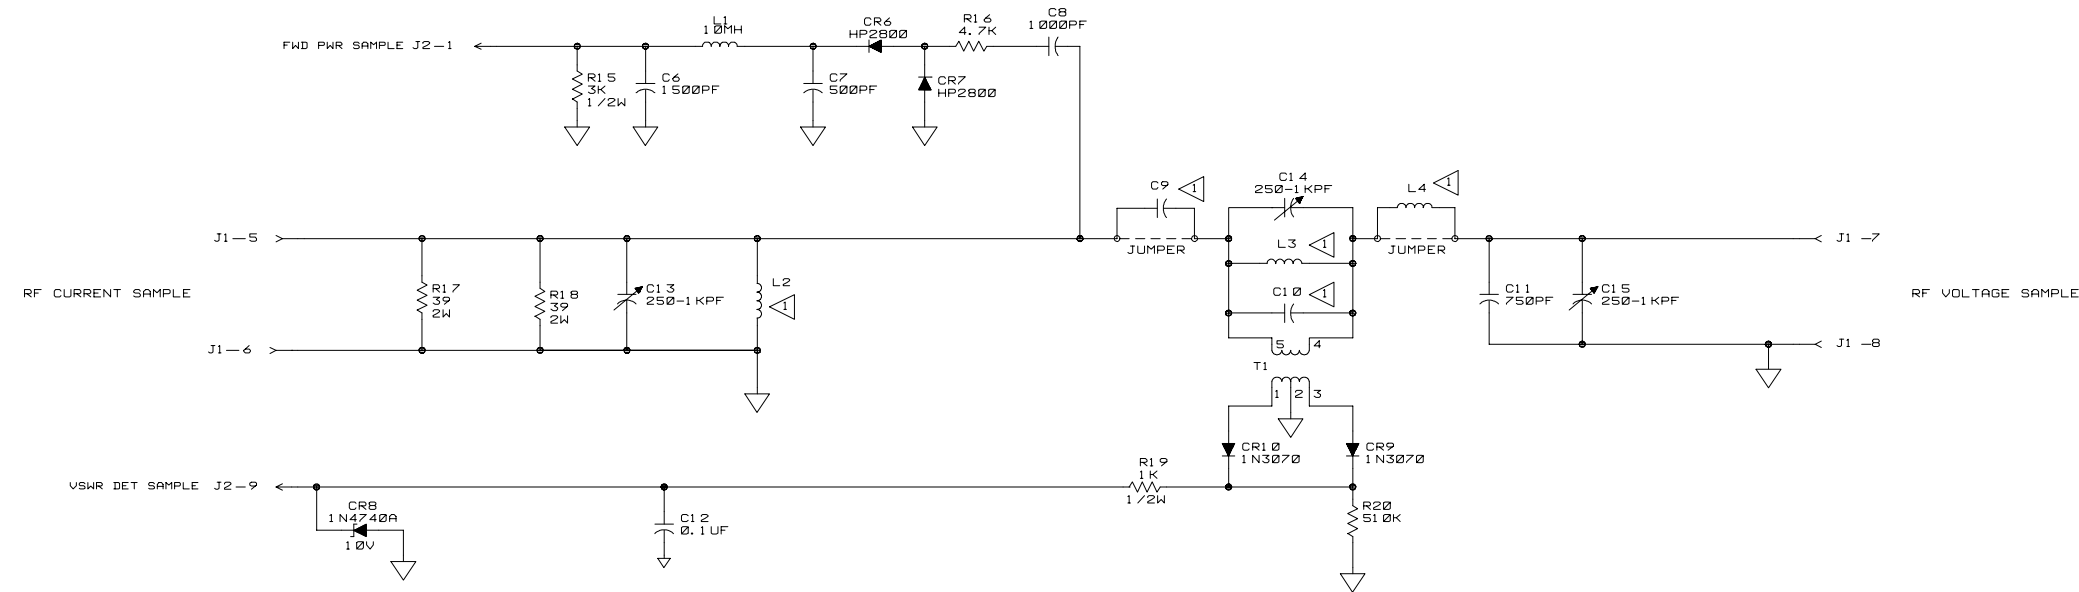 FWD PWR SAMPLE J2-1
L1
10MH
CR6
HP2800
R16
4.7K
C8
1000PF
R15
3K
1/2W
C6
1500PF
C7
500PF
CR7
HP2800
C9
1
C14
250-1KPF
L4
1
J1-5
JUMPER
L3
1
JUMPER
J1-7
RF CURRENT SAMPLE
R17
39
2W
R18
39
2W
C13
250-1KPF
L2
1
C10
1
C11
750PF
C15
250-1KPF
RF VOLTAGE SAMPLE
J1-6
5
4
J1-8
T1
1
2
3
CR10
1N3070
CR9
1N3070
VSWR DET SAMPLE J2-9
R19
1K
1/2W
CR8
1N4740A
10V
C12
0.1UF
R20
510K